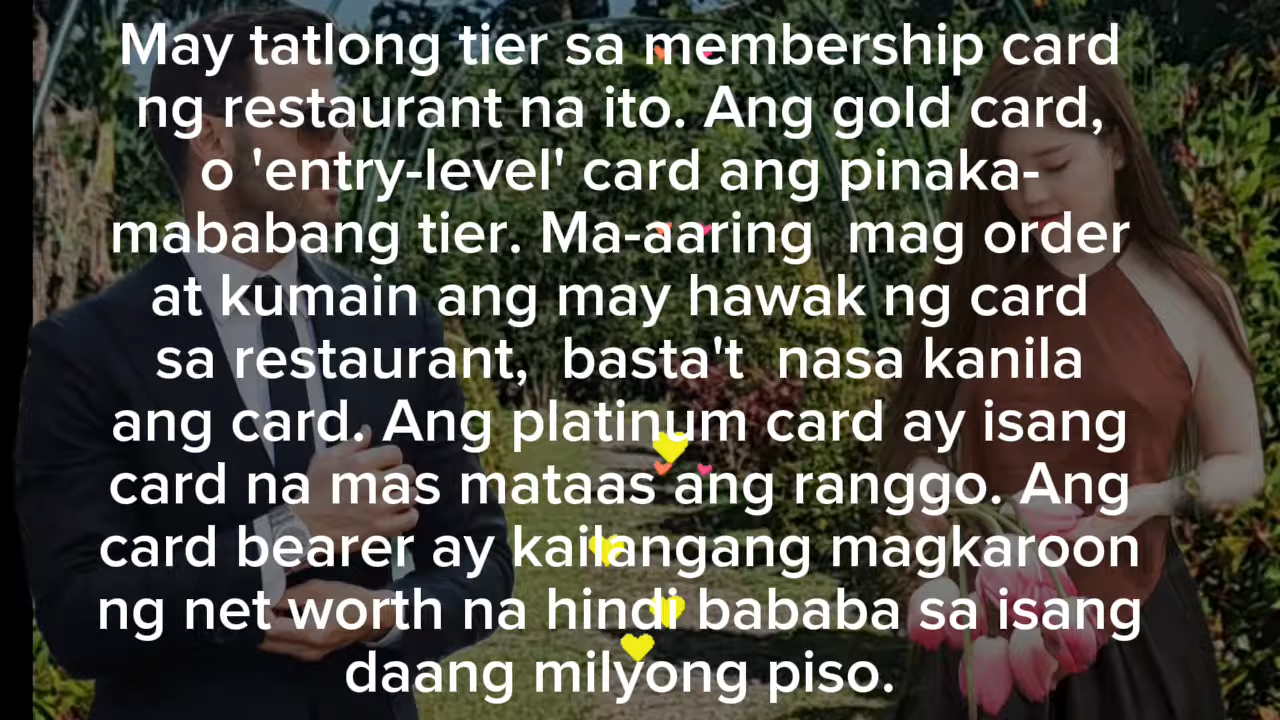 May tatlong tier sa membership card
ng restaurant na ito. Ang gold card,
o 'entry-level' card ang pinaka-
mababang tier. Ma-aaring mag order
at kumain ang may hawak ng card
sa restaurant, basta't nasa kanila
ang card. Ang platinum card ay isang
card na mas mataas ang ranggo. Ang
card bearer ay kailangang magkaroon
ng net worth na hindi bababa sa isang
daang milyong piso.